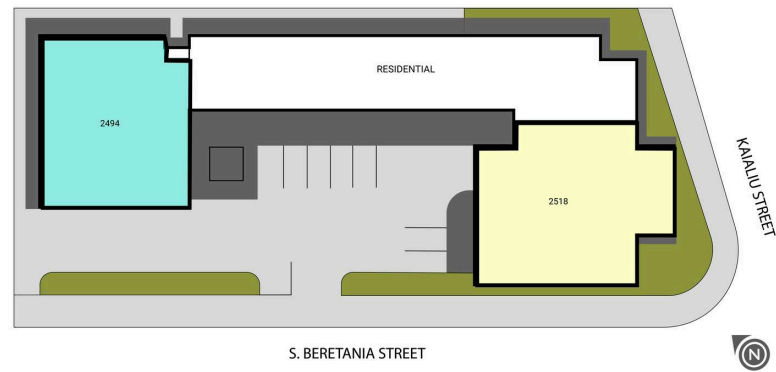 RESIDENTIAL
2494
2518
KAIALIU STREET
S. BERETANIA STREET
N